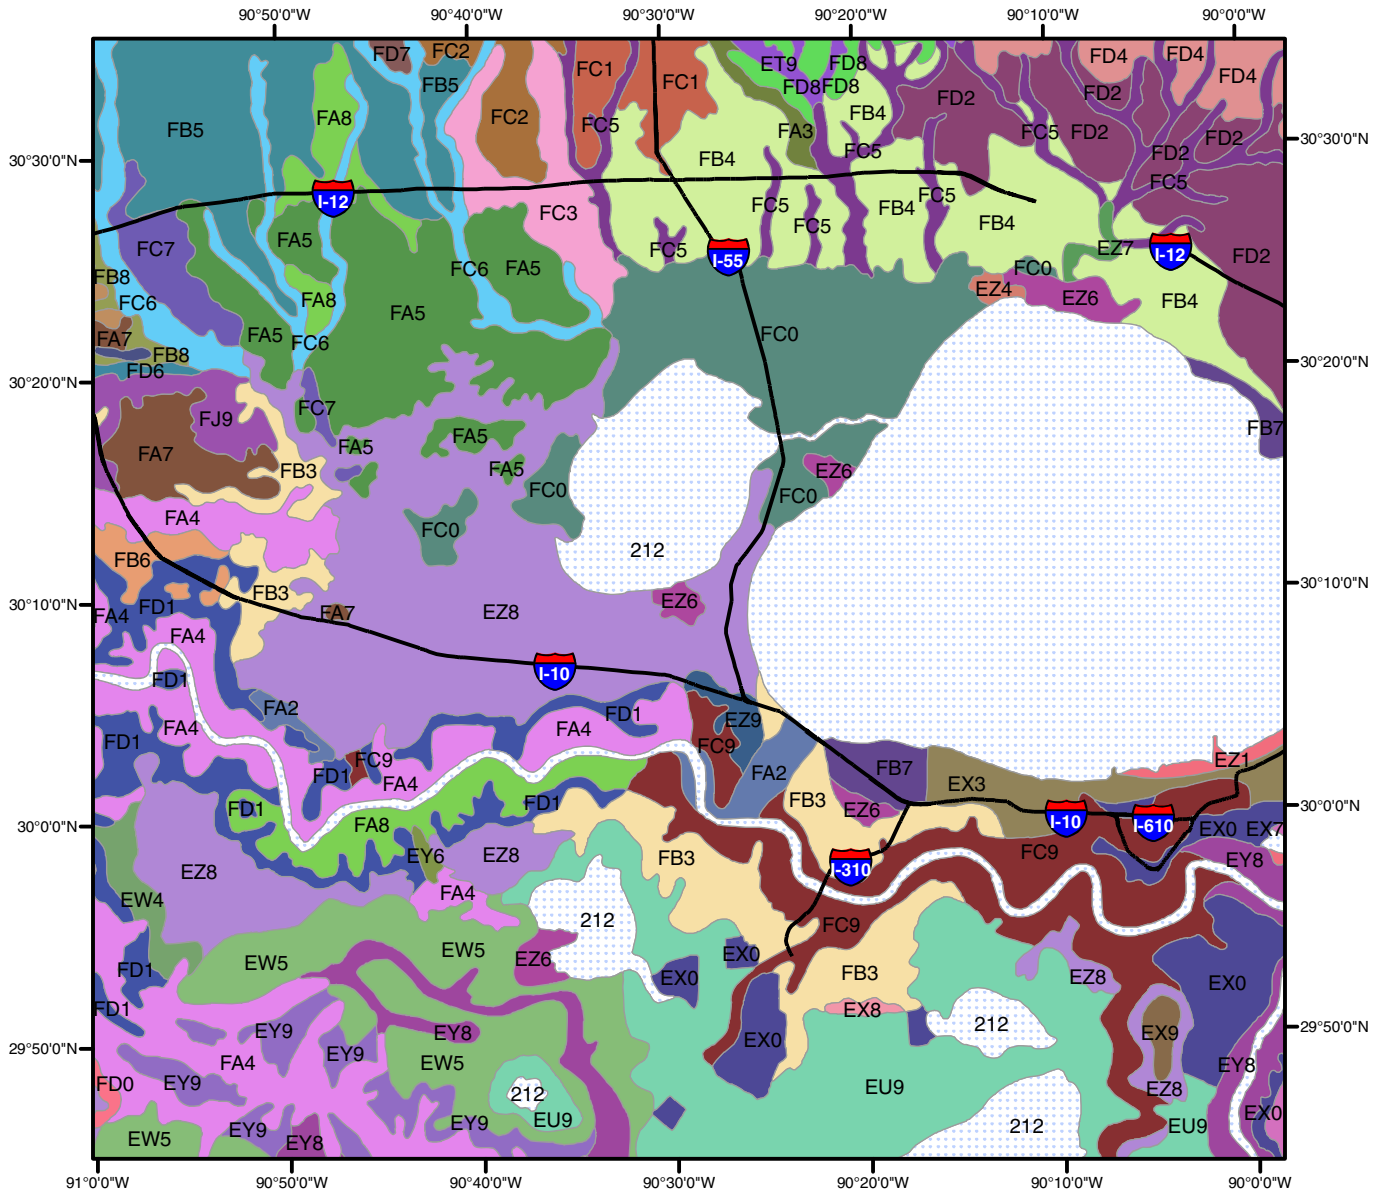 90°50'0"W 90°40'0"W 90°30'0"W 90°20'0"W 90°10'0"W 90°0'0"W
FD7 FC2 FC1 ET9 FD8 FD4 FD4
FB5 FC1 FD8 FD8 FD4
FC2 FD2 FD2
FA8 FB4
FB5 FC5 FA3 FC5 FD2 FD2 30°30'0"N
30°30'0"N FB4 FC5 FD2
I-12 FC5
FC3 FC5 FB4 FC5
FC7 FA5 FC5 FC5 FB4 EZ7 I-12
FB8 FC6 FA5 I-55 FC0 FD2
FC6 FA8 EZ4 EZ6 FB4
FA5
FA7 FA5 FC6 FC0
FB8
FD6 30°20'0"N
30°20'0"N
FC7
FJ9 FA5 FB7
FA7 FA5
FB3 FA5 EZ6
FC0 FC0
FA4 FC0
FB6 212
FB3 30°10'0"N
30°10'0"N FD1 FA7 EZ8 EZ6
FA4
FA4
FD1 I-10
FA2 FD1
FA4 FA4 EZ9
FD1 FC9 FC9
FD1 FA4 FA2 FB7 EX3 EZ1
FD1 FD1 FB3 EZ6 30°0'0"N
30°0'0"N FA8 I-10 I-610 EX0 EX7
EY6 EZ8 FB3 FC9 EY8
EZ8 I-310
EW4 FA4
212 FC9
EW5 EX0
EW5 EZ6
FD1 EX0 FB3 EZ8 EX0
FD1 EX8
EY9 EY8 212 EX9 29°50'0"N
29°50'0"N EY9 EX0
FA4 EW5 EY8
FD0 EY9 EU9 EZ8
212
EX0
EY9 EY9 EU9 212 EU9
EW5 EY8
91°0'0"W 90°50'0"W 90°40'0"W 90°30'0"W 90°20'0"W 90°10'0"W 90°0'0"W